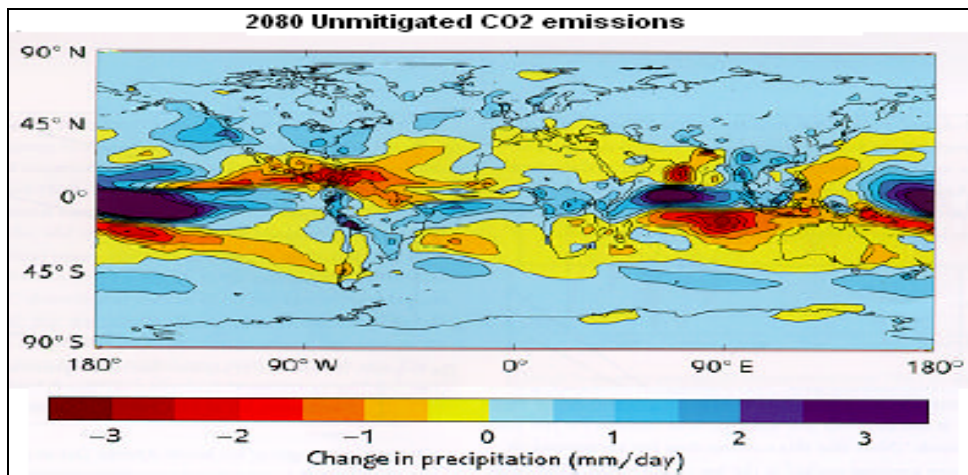 2080 Unmitigated CO2 emissions
90° N
45° N
0°
45° S
90° S
180° 90° W 0° 90° E 180°
−3 −2 −1 0 1 2 3
Change in precipitation (mm/day)